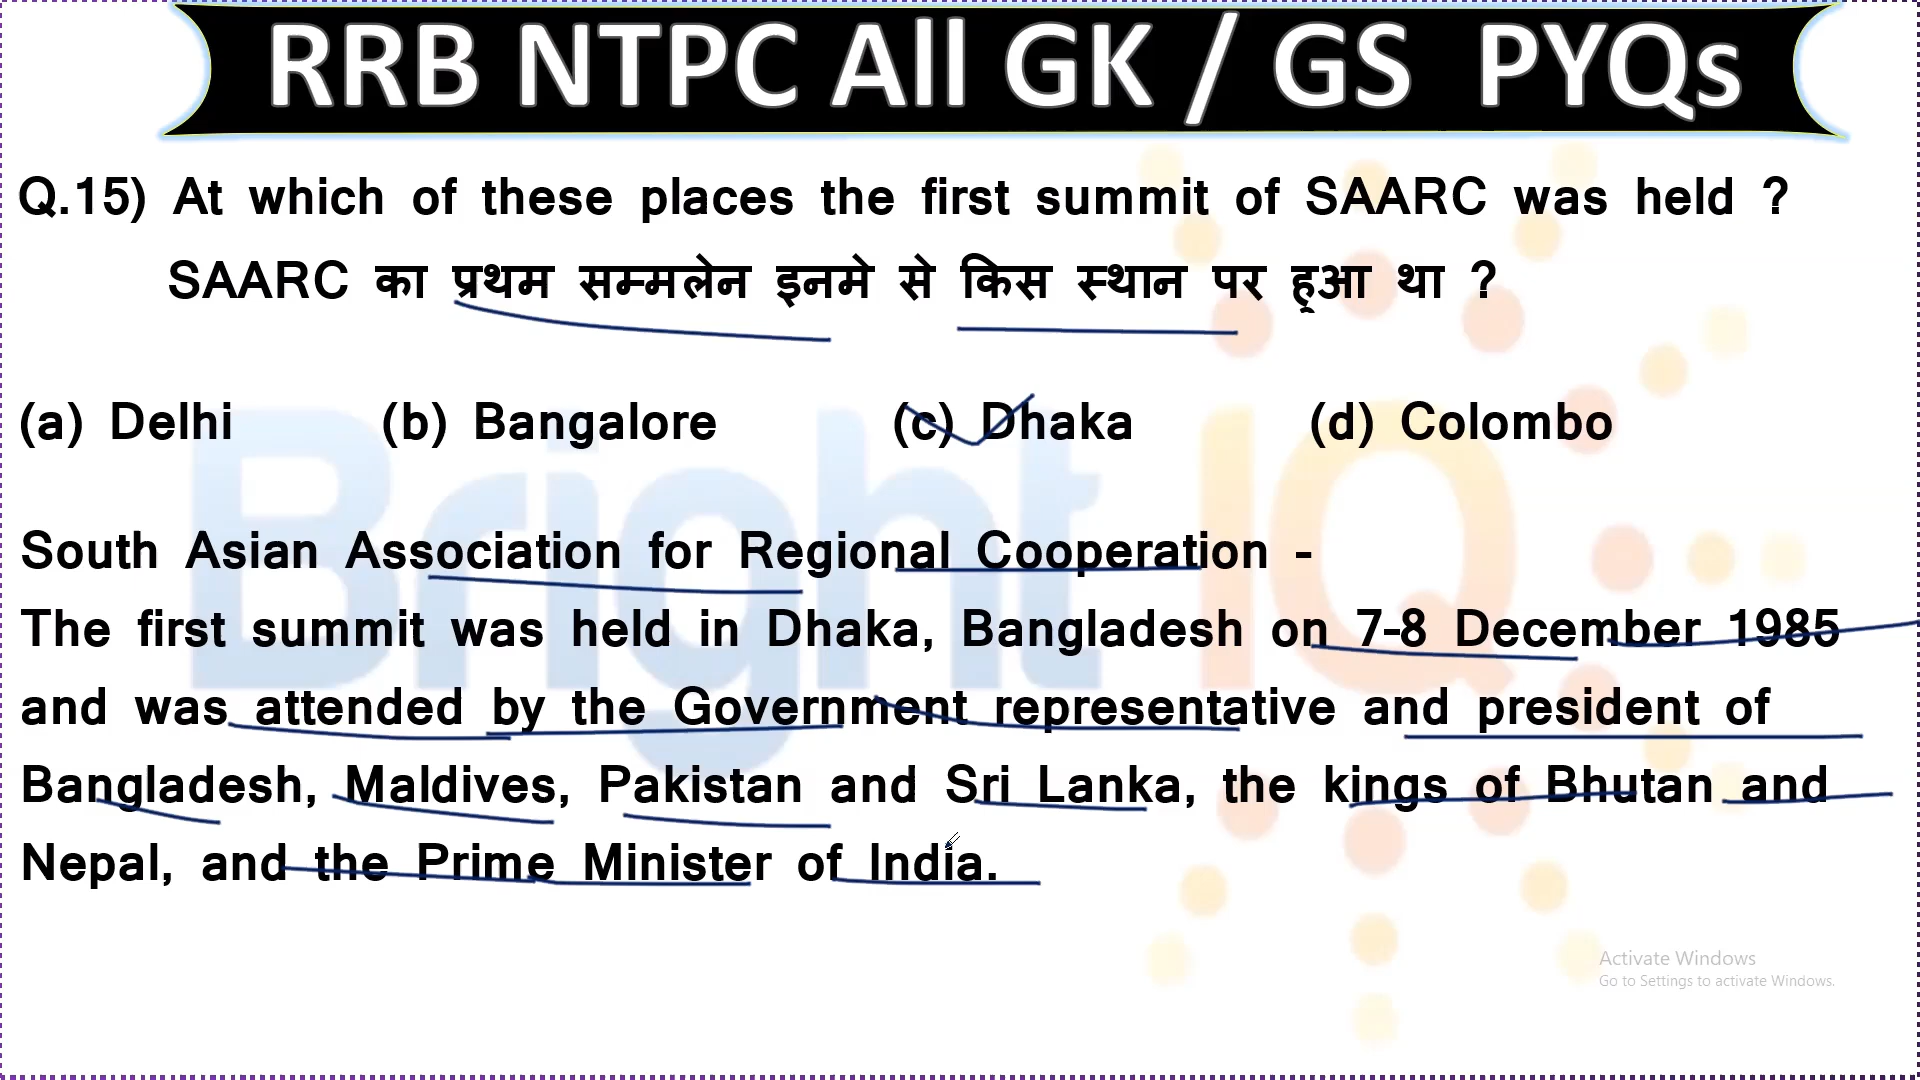 RRB NTPC All GK / GS PYQs
Q.15) At which of these places the first summit of SAARC was held ?
SAARC का प्रथम सम्मलेन इनमे से किस स्थान पर हुआ था ?
(a) Delhi (b) Bangalore (c) Dhaka (d) Colombo
South Asian Association for Regional Cooperation -
The first summit was held in Dhaka, Bangladesh on 7-8 December 1985
and was attended by the Government representative and president of
Bangladesh, Maldives, Pakistan and Sri Lanka, the kings of Bhutan and
Nepal, and the Prime Minister of India.
Bright IQ
Activate Windows
Go to Settings to activate Windows.